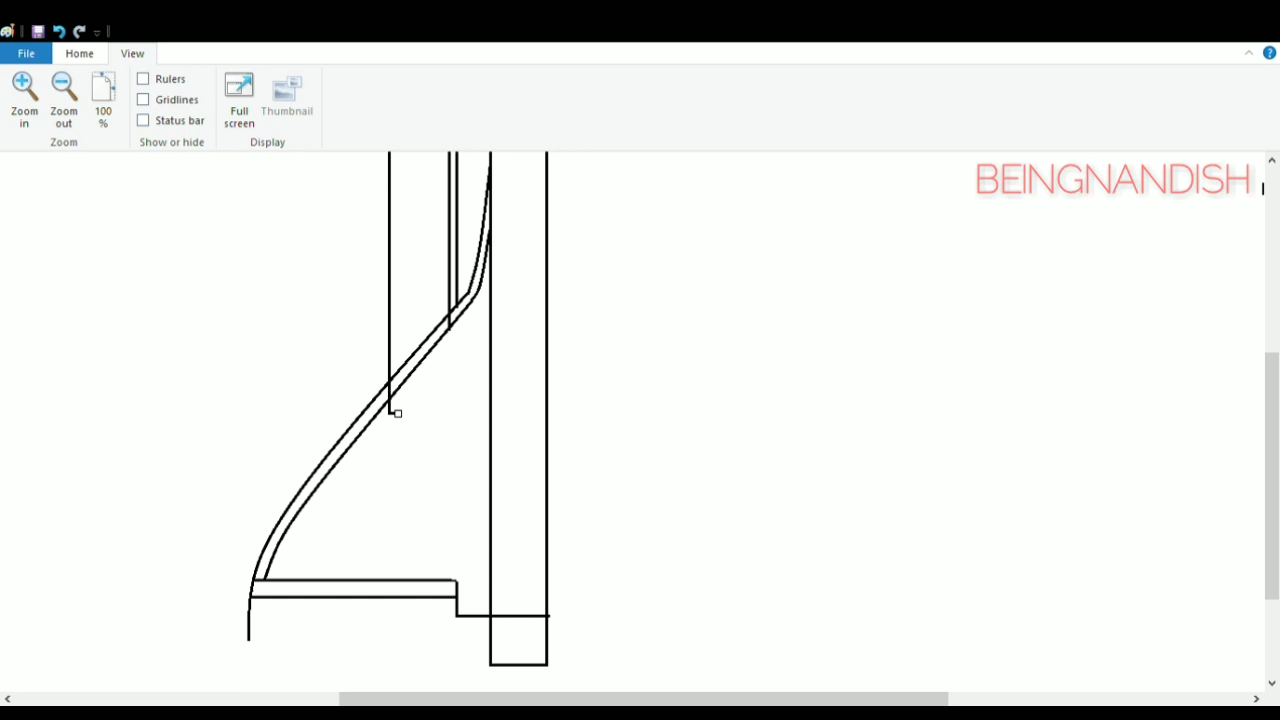 File Home View
Rulers
Gridlines
Status bar
Zoom in
Zoom out
100 %
Full screen
Thumbnail
Zoom
Show or hide
Display
BEINGNANDISH